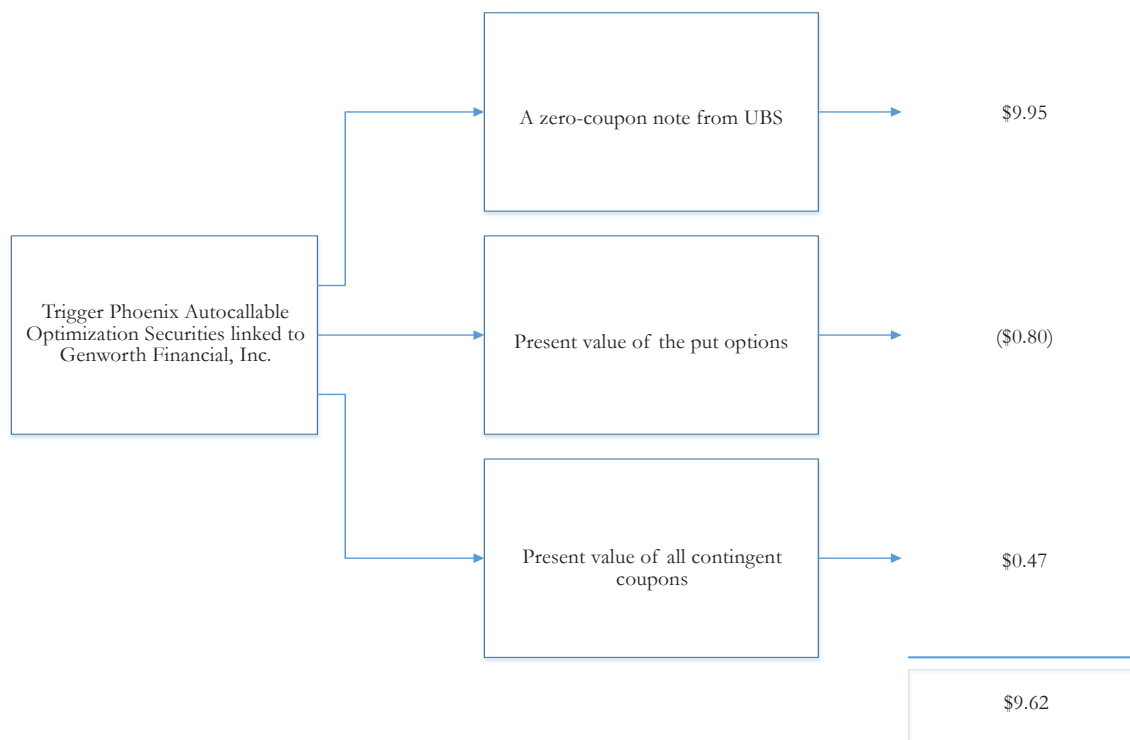 A zero-coupon note from UBS
$9.95
Trigger Phoenix Autocallable
Optimization Securities linked to
Genworth Financial, Inc.
Present value of the put options
($0.80)
Present value of all contingent
coupons
$0.47
$9.62